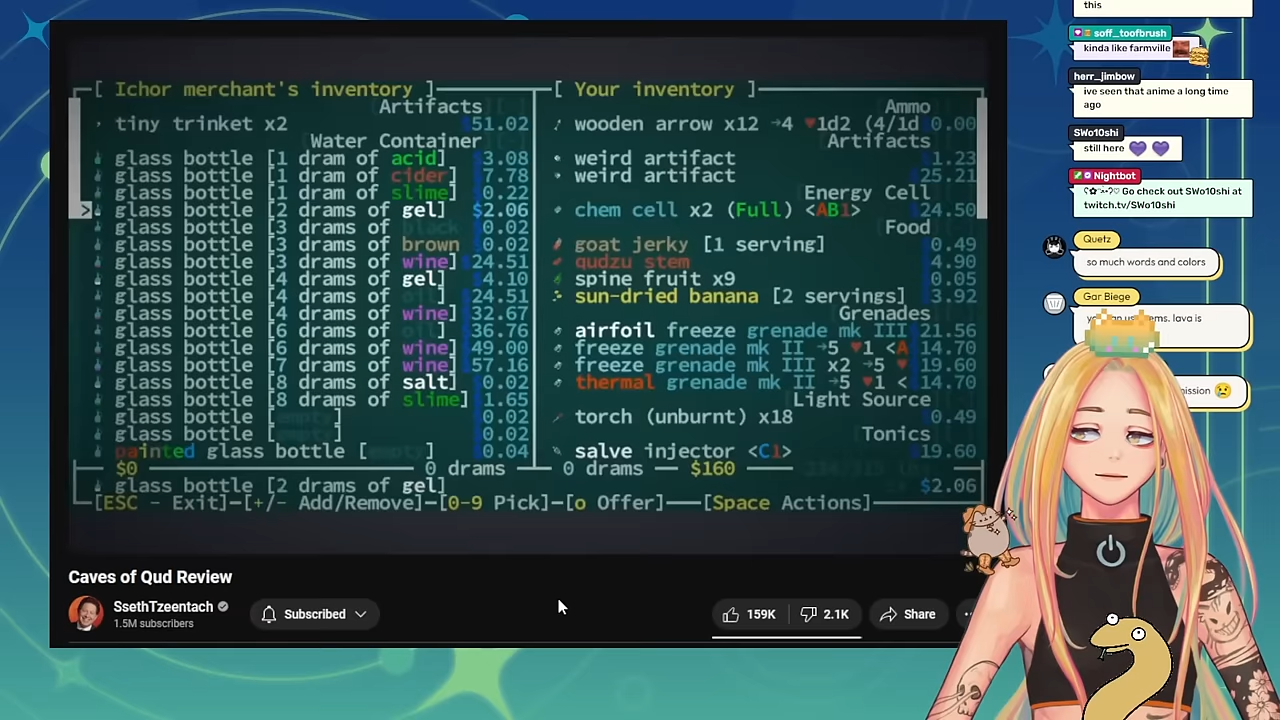 [ Ichor merchant's inventory ]
Artifacts
tiny trinket x2 51.02
Water Container
glass bottle [1 dram of acid] 3.08
glass bottle [1 dram of cider] 7.78
glass bottle [1 dram of slime] 0.22
glass bottle [2 drams of gel] $2.06
glass bottle [3 drams of 0.02
glass bottle [3 drams of brown 0.02
glass bottle [3 drams of wine] 24.51
glass bottle [4 drams of gel] 4.10
glass bottle [4 drams of 24.51
glass bottle [4 drams of wine] 32.67
glass bottle [6 drams of ] 36.76
glass bottle [6 drams of wine] 49.00
glass bottle [7 drams of wine] 57.16
glass bottle [8 drams of salt] 0.02
glass bottle [8 drams of slime] 1.65
glass bottle [ ] 0.02
glass bottle [ ] 0.02
painted glass bottle [ ] 0.04
[ Your inventory ]
Ammo
wooden arrow x12 →4 ♥1d2 (4/1d 0.00
Artifacts
weird artifact 1.23
weird artifact 25.21
Energy Cell
chem cell x2 (Full) <AB1> 24.50
Food
goat jerky [1 serving] 0.49
qudzu stem 4.90
spine fruit x9 0.05
sun-dried banana [2 servings] 3.92
Grenades
airfoil freeze grenade mk III 21.56
freeze grenade mk II →5 ♥1 <A 14.70
freeze grenade mk III x2 →5 ♥ 19.60
thermal grenade mk II →5 ♥1 < 14.70
Light Source
torch (unburnt) x18 0.49
Tonics
salve injector <C1> 19.60
$0 0 drams 0 drams $160
glass bottle [2 drams of gel] $2.06
[ESC - Exit]-[+/- Add/Remove]-[0-9 Pick]-[o Offer]-[Space Actions]
Caves of Qud Review
SsethTzeentach
1.5M subscribers
Subscribed
159K
2.1K
Share
this
soff_toofbrush
kinda like farmville
herr_jimbow
ive seen that anime a long time
ago
SWo10shi
still here 💜 💜
Nightbot
Go check out SWo10shi at
twitch.tv/SWo10shi
Quetz
so much words and colors
Gar Biege
lava is